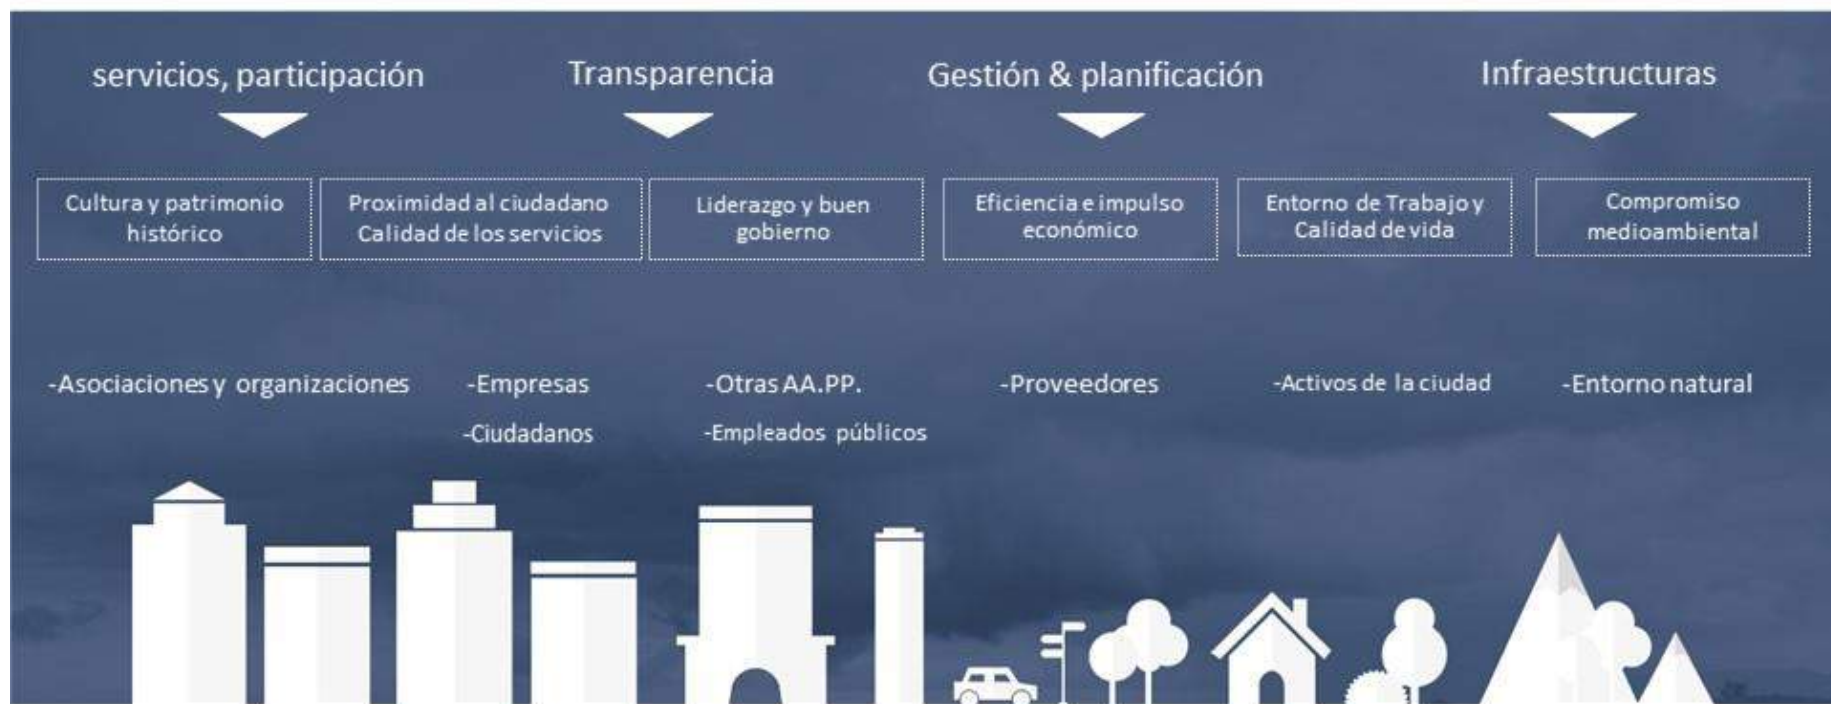 servicios, participación
Transparencia
Gestión & planificación
Infraestructuras
Cultura y patrimonio
histórico
Proximidad al ciudadano
Calidad de los servicios
Liderazgo y buen
gobierno
Eficiencia e impulso
económico
Entorno de Trabajo y
Calidad de vida
Compromiso
medioambiental
-Asociaciones y organizaciones
-Empresas
-Ciudadanos
-Otras AA.PP.
-Empleados públicos
-Proveedores
-Activos de la ciudad
-Entorno natural